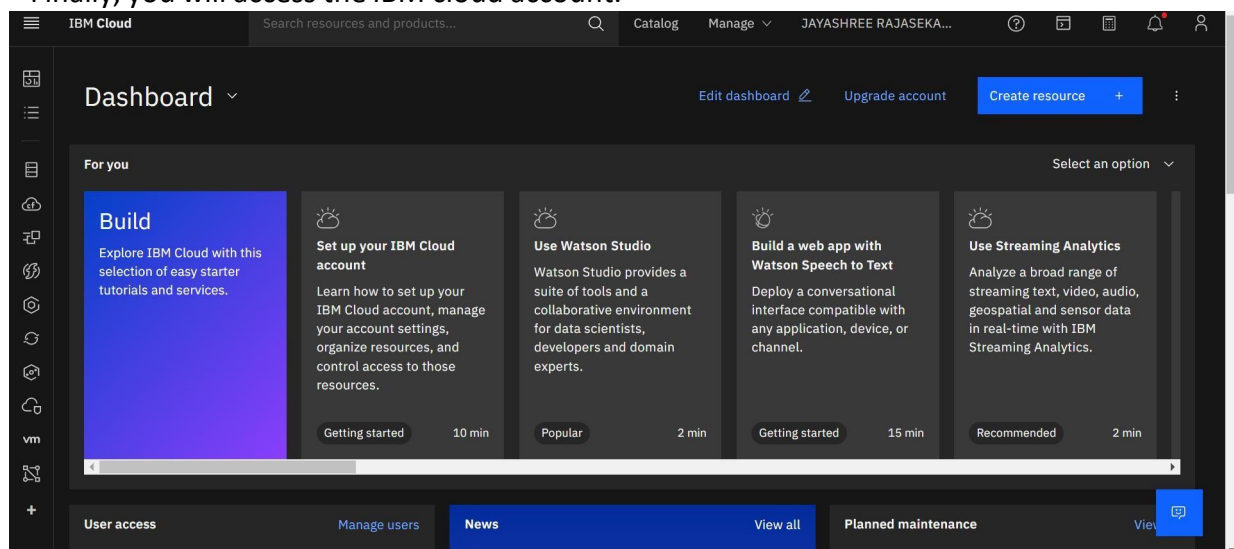 Finally, you will access the IBM cloud account.
IBM Cloud
Search resources and products...
Catalog
Manage
JAYASHREE RAJASEKA...
Dashboard
Edit dashboard
Upgrade account
Create resource +
For you
Select an option
Build
Explore IBM Cloud with this
selection of easy starter
tutorials and services.
Set up your IBM Cloud
account
Learn how to set up your
IBM Cloud account, manage
your account settings,
organize resources, and
control access to those
resources.
Getting started
10 min
Use Watson Studio
Watson Studio provides a
suite of tools and a
collaborative environment
for data scientists,
developers and domain
experts.
Popular
2 min
Build a web app with
Watson Speech to Text
Deploy a conversational
interface compatible with
any application, device, or
channel.
Getting started
15 min
Use Streaming Analytics
Analyze a broad range of
streaming text, video, audio,
geospatial and sensor data
in real-time with IBM
Streaming Analytics.
Recommended
2 min
vm
User access
Manage users
News
View all
Planned maintenance